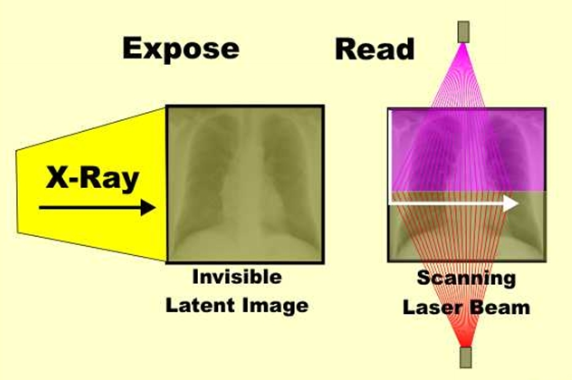 Expose
Read
X-Ray
Invisible
Latent Image
Scanning
Laser Beam